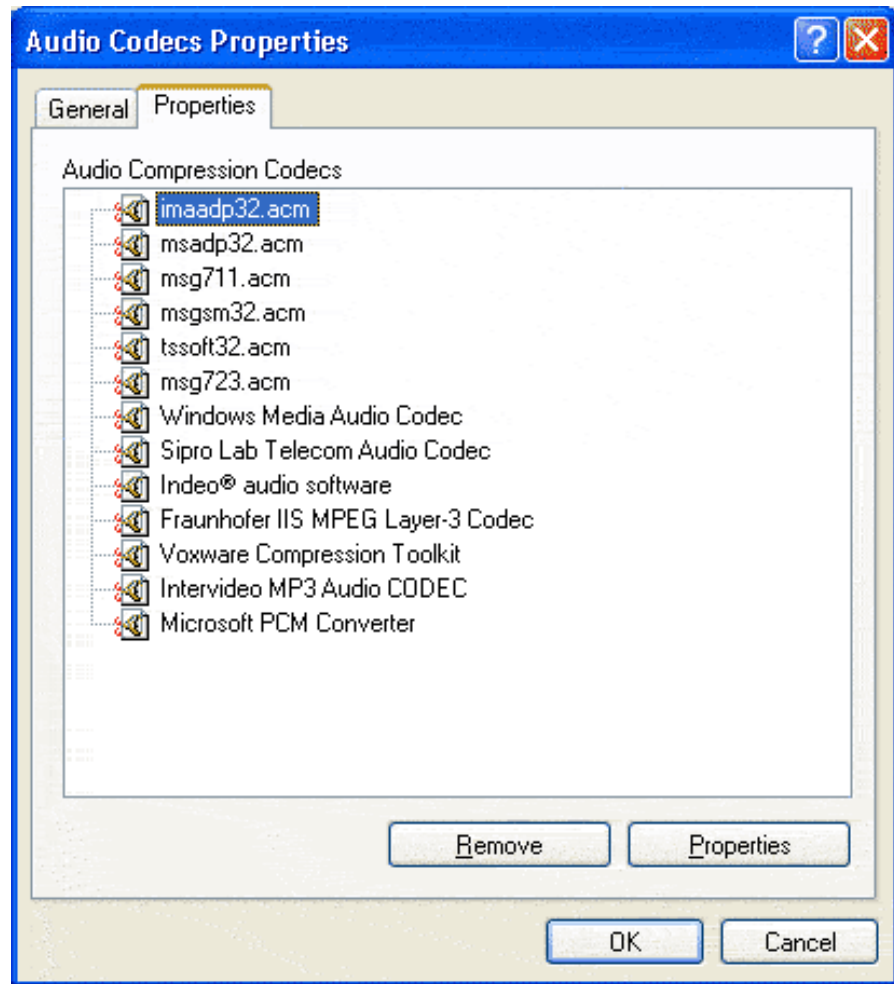 Audio Codecs Properties
General Properties
Audio Compression Codecs
imaadp32.acm
msadp32.acm
msg711.acm
msgsm32.acm
tssoft32.acm
msg723.acm
Windows Media Audio Codec
Sipro Lab Telecom Audio Codec
Indeo® audio software
Fraunhofer IIS MPEG Layer-3 Codec
Voxware Compression Toolkit
Intervideo MP3 Audio CODEC
Microsoft PCM Converter
Remove Properties
OK Cancel